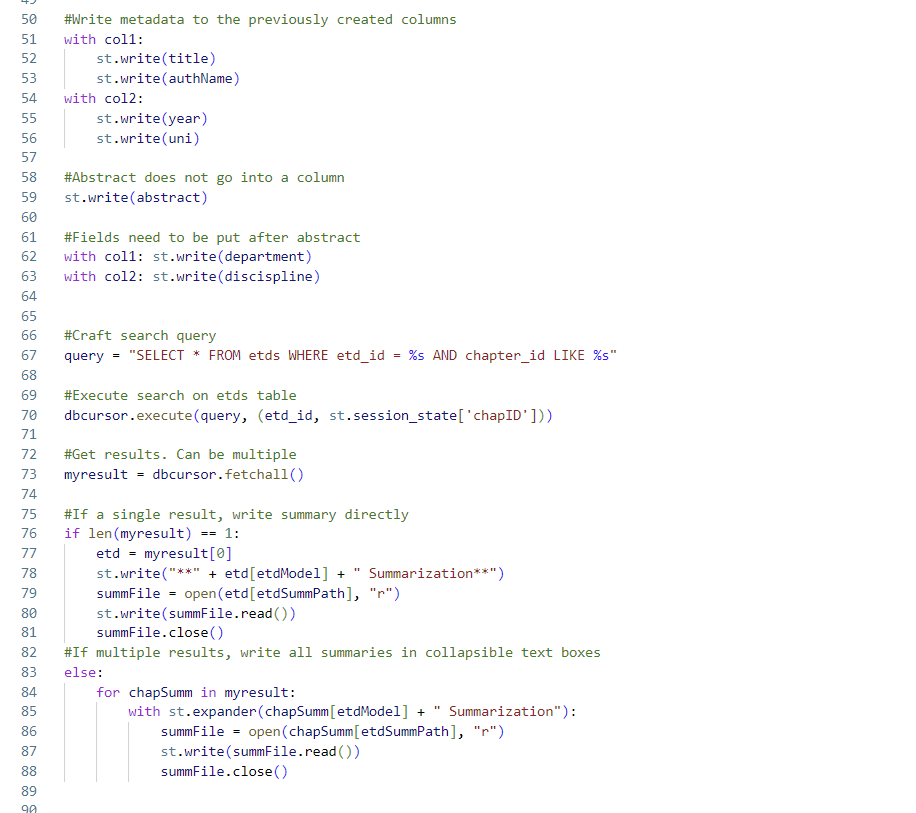 50 #Write metadata to the previously created columns
51 with col1:
52 st.write(title)
53 st.write(authName)
54 with col2:
55 st.write(year)
56 st.write(uni)
57
58 #Abstract does not go into a column
59 st.write(abstract)
60
61 #Fields need to be put after abstract
62 with col1: st.write(department)
63 with col2: st.write(discispline)
64
65
66 #Craft search query
67 query = "SELECT * FROM etds WHERE etd_id = %s AND chapter_id LIKE %s"
68
69 #Execute search on etds table
70 dbcursor.execute(query, (etd_id, st.session_state['chapID']))
71
72 #Get results. Can be multiple
73 myresult = dbcursor.fetchall()
74
75 #If a single result, write summary directly
76 if len(myresult) == 1:
77 etd = myresult[0]
78 st.write("**" + etd[etdModel] + " Summarization**")
79 summFile = open(etd[etdSummPath], "r")
80 st.write(summFile.read())
81 summFile.close()
82 #If multiple results, write all summaries in collapsible text boxes
83 else:
84 for chapSumm in myresult:
85 with st.expander(chapSumm[etdModel] + " Summarization"):
86 summFile = open(chapSumm[etdSummPath], "r")
87 st.write(summFile.read())
88 summFile.close()
89
90